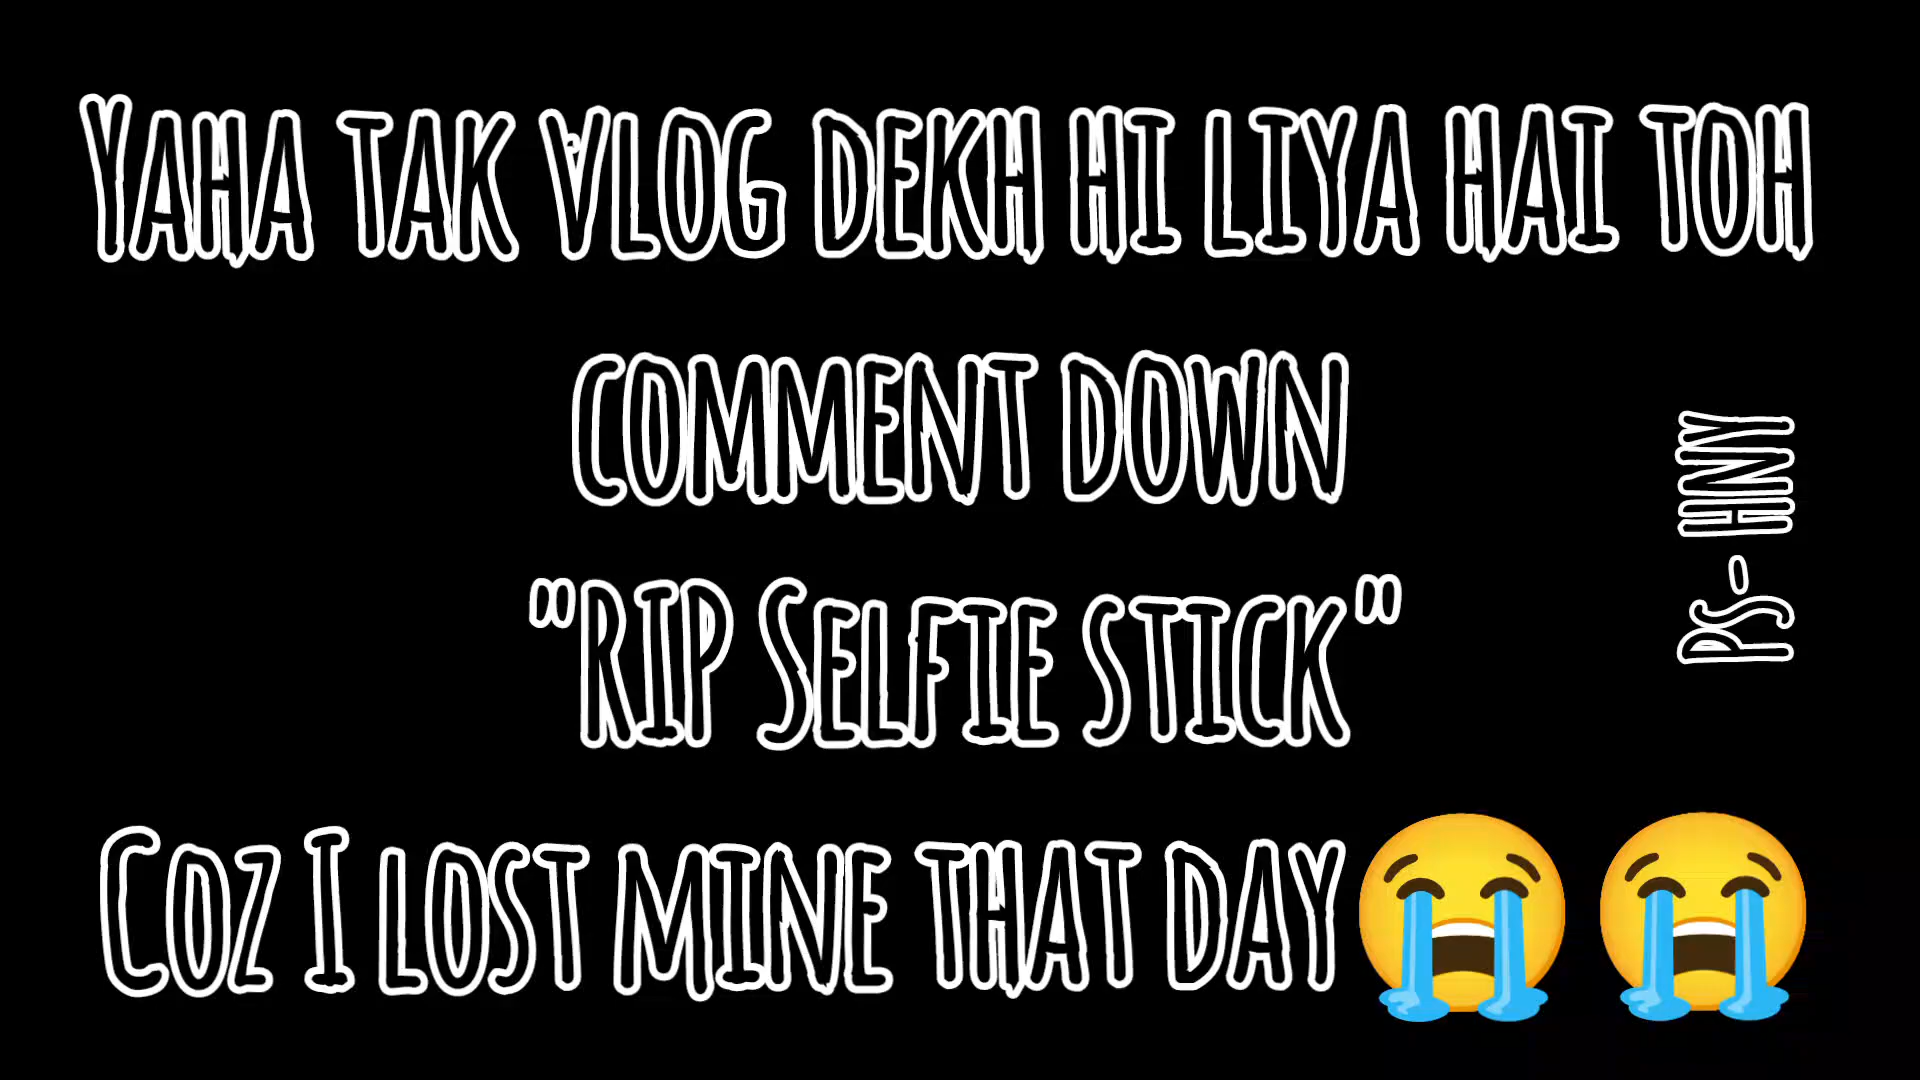 Yaha tak vlog dekh hi liya hai toh
comment down
"RIP Selfie stick"
Coz I lost mine that day😭😭
PS- HNY